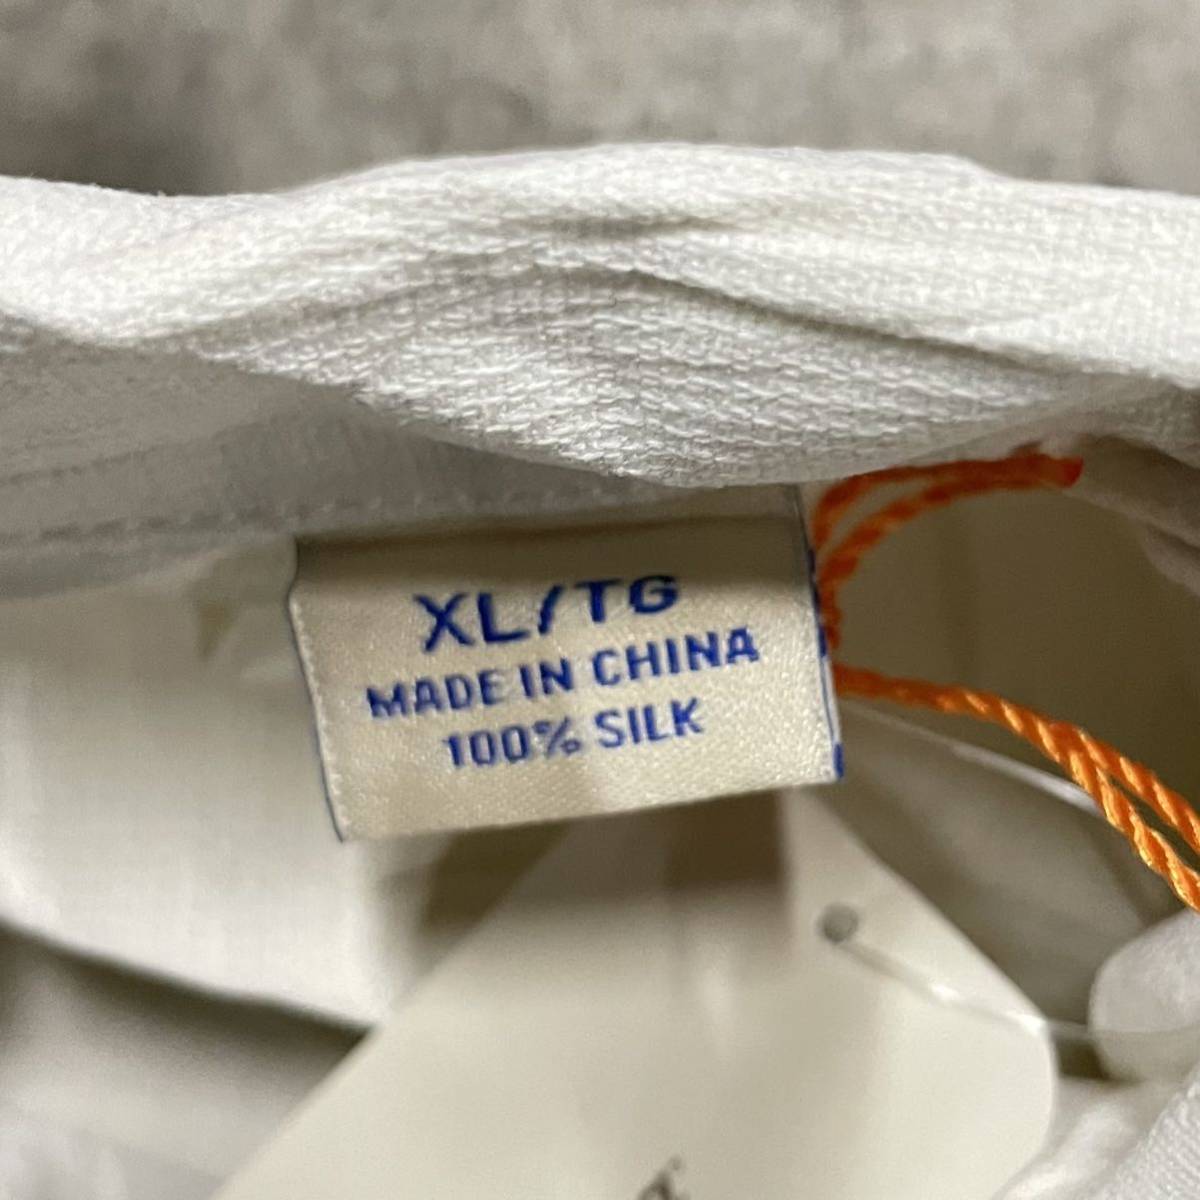 XL/TG
MADE IN CHINA
100% SILK